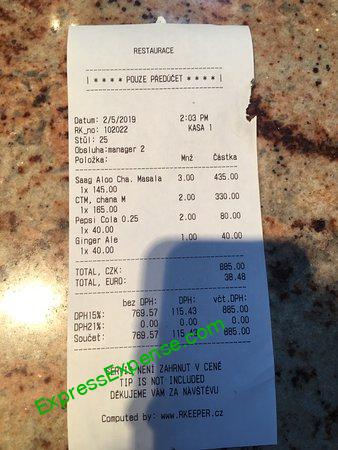 RESTAURACE
! * * * * POUZE PŘEDÚČET * * * * !
Datum: 2/5/2019 2:03 PM
RK_no: 102022 KASA 1
Stůl: 25
Obsluha:manager 2
Položka: Mnž Částka
Saag Aloo Cha. Masala 3.00 435.00
1x 145.00
CTM, chana M 2.00 330.00
1x 165.00
Pepsi Cola 0.25 2.00 80.00
1x 40.00
Ginger Ale 1.00 40.00
1x 40.00
TOTAL, CZK: 885.00
TOTAL, EURO: 38.48
bez DPH: DPH: včt.DPH:
DPH15%: 769.57 115.43 885.00
DPH21%: 0.00 0.00 0.00
Součet: 769.57 115.43 885.00
SERVIS NENÍ ZAHRNUT V CENĚ
TIP IS NOT INCLUDED
DĚKUJEME VÁM ZA NÁVŠTĚVU
Computed by: www.RKEEPER.cz
ExpressExpense.com